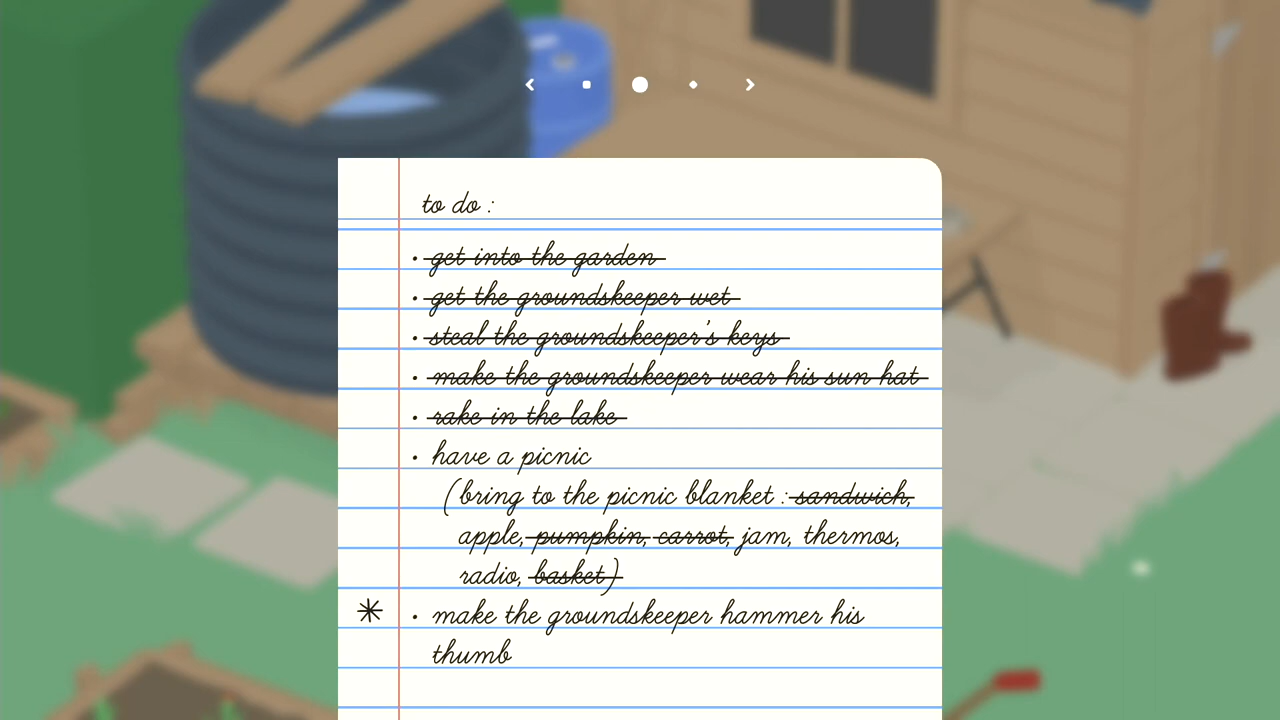 to do :
• get into the garden
• get the groundskeeper wet
• steal the groundskeeper's keys
• make the groundskeeper wear his sun hat
• rake in the lake
• have a picnic
(bring to the picnic blanket : sandwich,
apple, pumpkin, carrot, jam, thermos,
radio, basket)
• make the groundskeeper hammer his
thumb